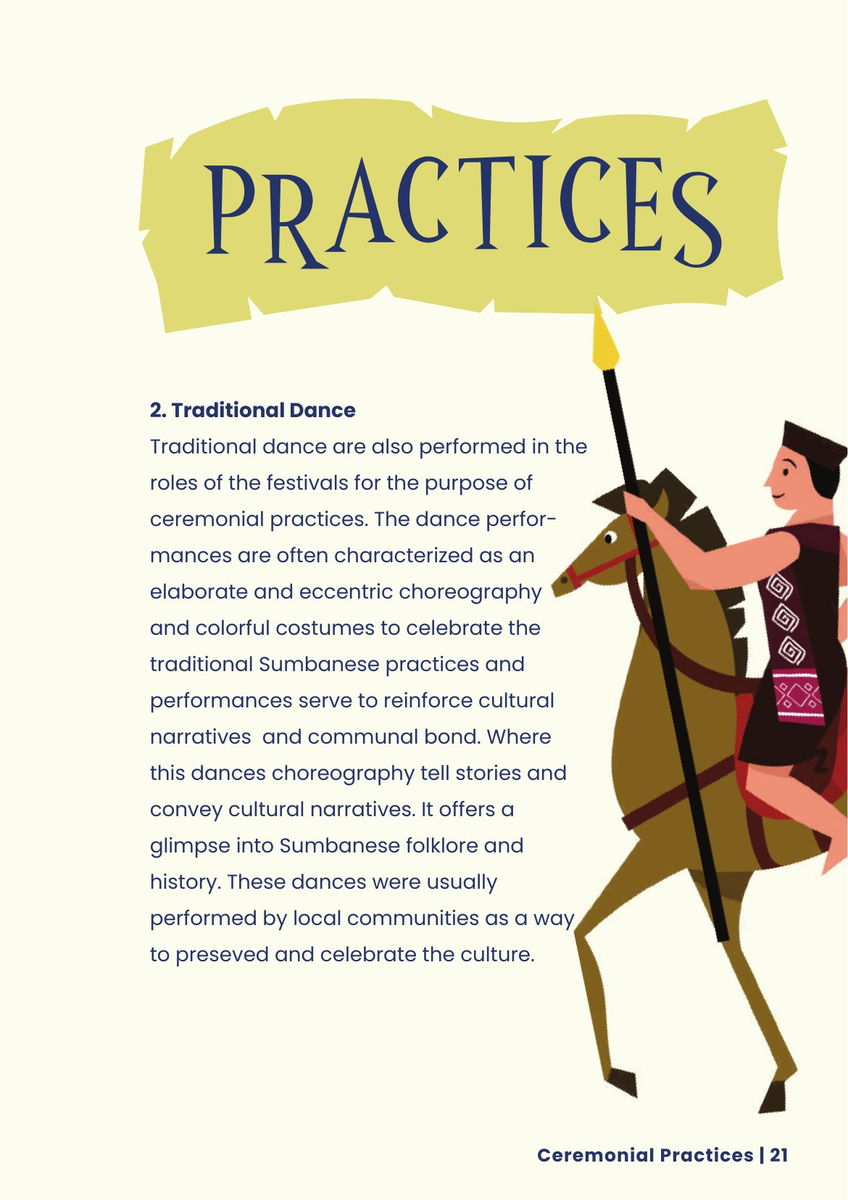 PRACTICES
2. Traditional Dance
Traditional dance are also performed in the
roles of the festivals for the purpose of
ceremonial practices. The dance perfor-
mances are often characterized as an
elaborate and eccentric choreography
and colorful costumes to celebrate the
traditional Sumbanese practices and
performances serve to reinforce cultural
narratives  and communal bond. Where
this dances choreography tell stories and
convey cultural narratives. It offers a
glimpse into Sumbanese folklore and
history. These dances were usually
performed by local communities as a way
to preseved and celebrate the culture.
Ceremonial Practices | 21